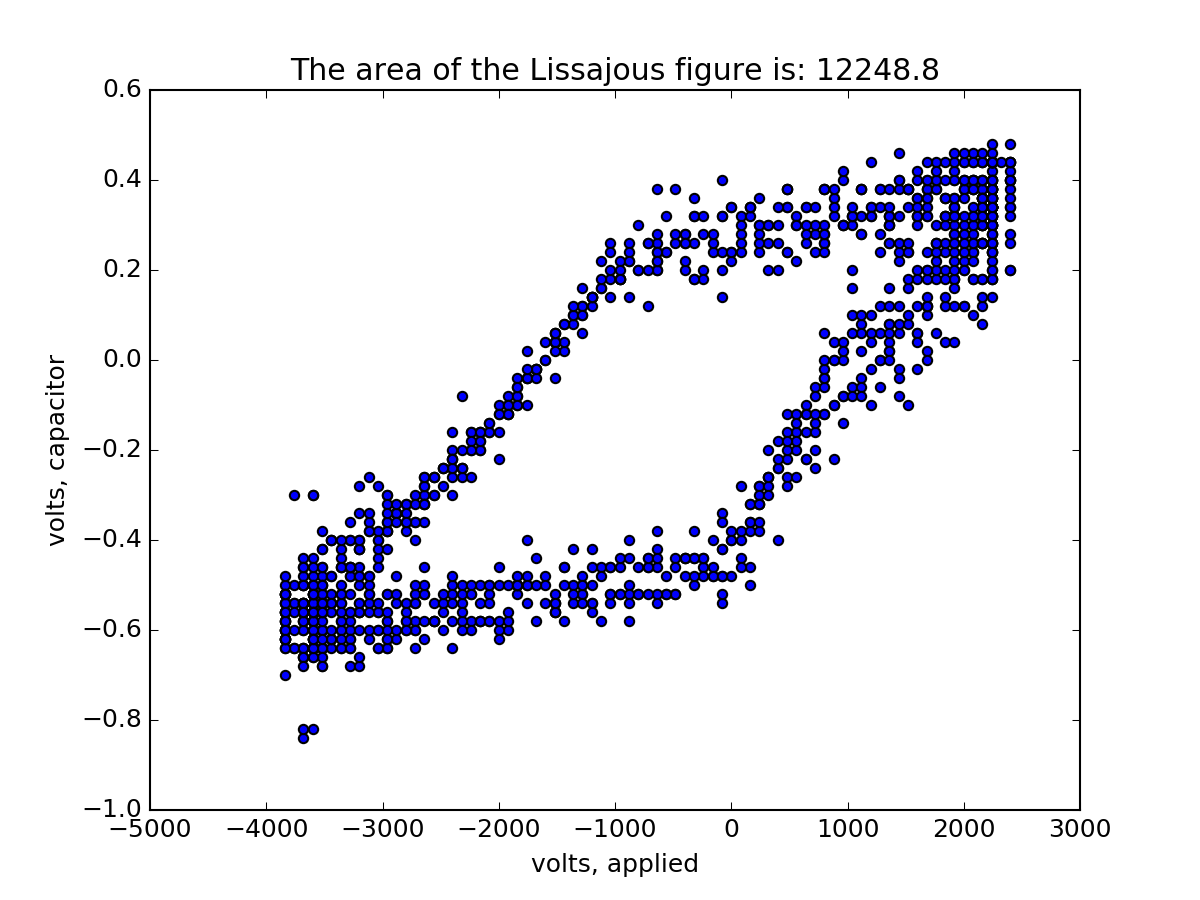 The area of the Lissajous figure is: 12248.8
0.6
0.4
0.2
0.0
−0.2
−0.4
−0.6
−0.8
−1.0
volts, capacitor
−5000 −4000 −3000 −2000 −1000 0 1000 2000 3000
volts, applied